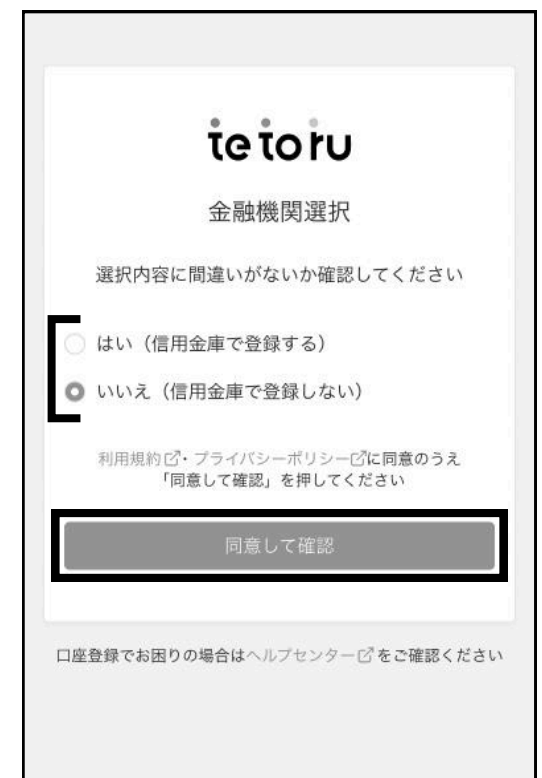 tetoru
金融機関選択
選択内容に間違いがないか確認してください
はい（信用金庫で登録する）
いいえ（信用金庫で登録しない）
利用規約・プライバシーポリシーに同意のうえ
「同意して確認」を押してください
同意して確認
口座登録でお困りの場合はヘルプセンターをご確認ください